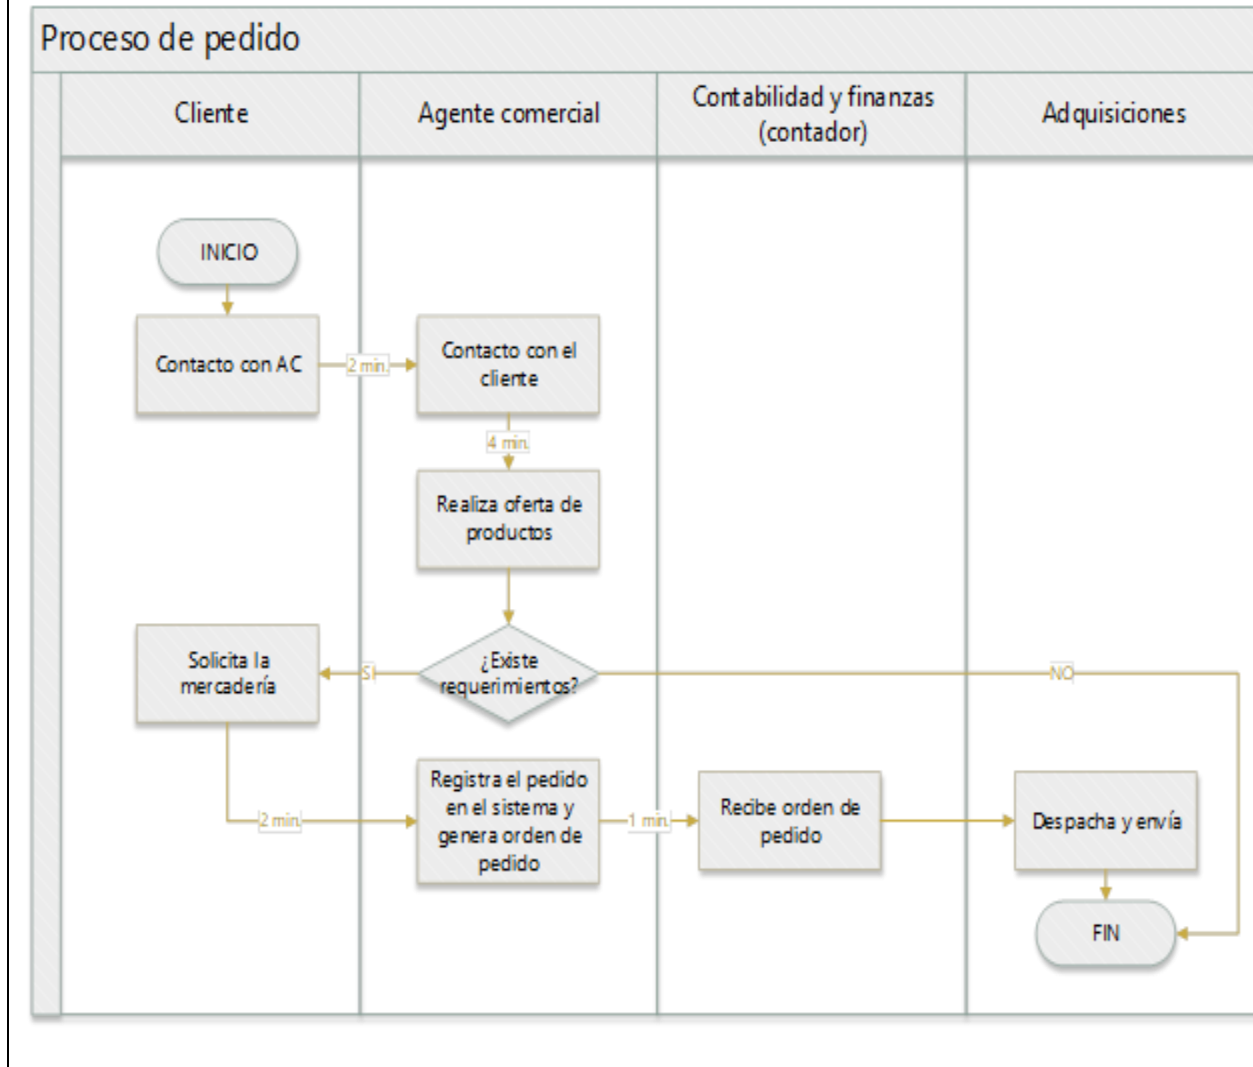 Proceso de pedido
Cliente
Agente comercial
Contabilidad y finanzas
(contador)
Adquisiciones
INICIO
Contacto con AC
2 min.
Contacto con el
cliente
4 min.
Realiza oferta de
productos
Solicita la
mercadería
SI
¿Existe
requerimientos?
NO
2 min.
Registra el pedido
en el sistema y
genera orden de
pedido
1 min.
Recibe orden de
pedido
Despacha y envía
FIN